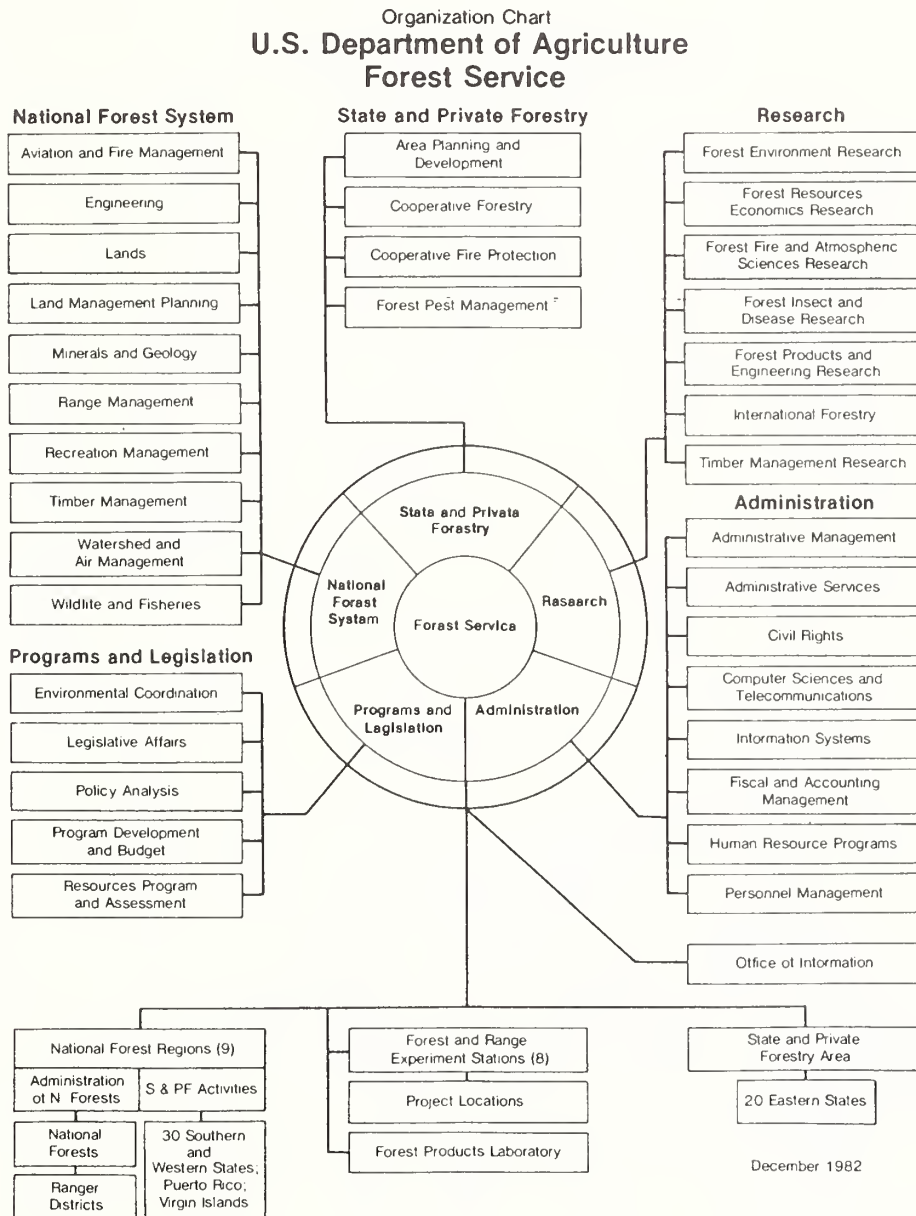 Organization Chart
U.S. Department of Agriculture
Forest Service
National Forest System
Aviation and Fire Management
Engineering
Lands
Land Management Planning
Minerals and Geology
Range Management
Recreation Management
Timber Management
Watershed and
Air Management
Wildlife and Fisheries
State and Private Forestry
Area Planning and
Development
Cooperative Forestry
Cooperative Fire Protection
Forest Pest Management
Research
Forest Environment Research
Forest Resources
Economics Research
Forest Fire and Atmospheric
Sciences Research
Forest Insect and
Disease Research
Forest Products and
Engineering Research
International Forestry
Timber Management Research
Administration
Administrative Management
Administrative Services
Civil Rights
Computer Sciences and
Telecommunications
Information Systems
Fiscal and Accounting
Management
Human Resource Programs
Personnel Management
Office of Information
Programs and Legislation
Environmental Coordination
Legislative Affairs
Policy Analysis
Program Development
and Budget
Resources Program
and Assessment
State and Private
Forestry
National
Forest
System
Research
Forest Service
Programs and
Legislation
Administration
National Forest Regions (9)
Administration
of N Forests
S & PF Activities
National
Forests
Ranger
Districts
30 Southern
and
Western States;
Puerto Rico;
Virgin Islands
Forest and Range
Experiment Stations (8)
Project Locations
Forest Products Laboratory
State and Private
Forestry Area
20 Eastern States
December 1982